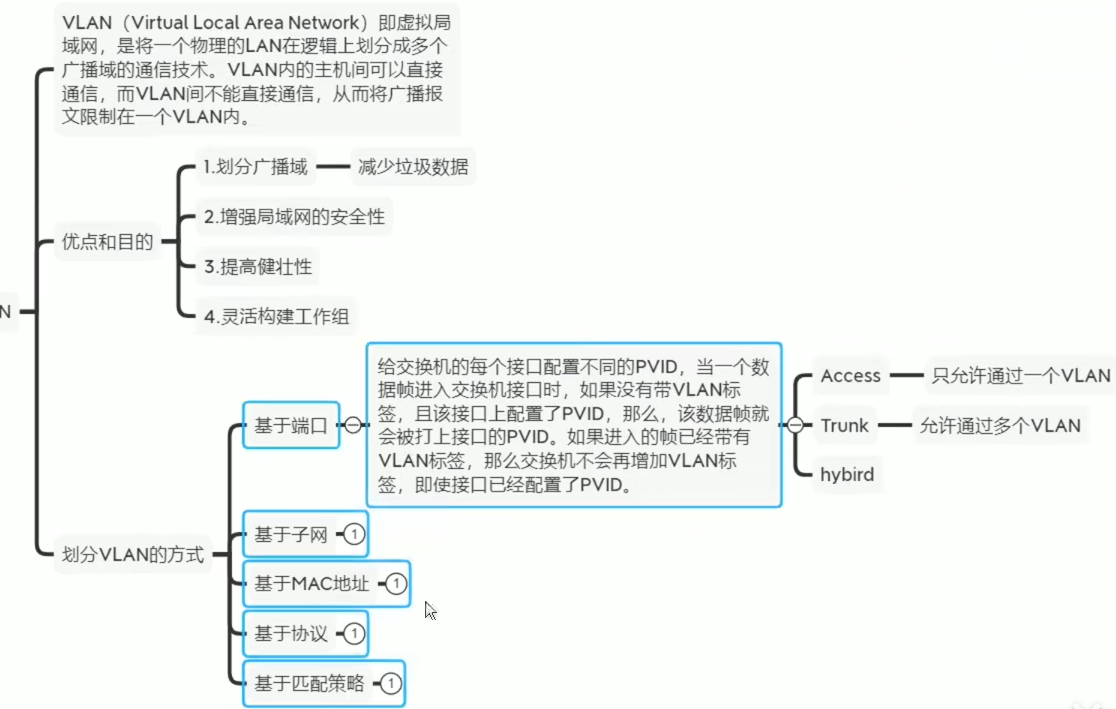 VLAN（Virtual Local Area Network）即虚拟局
域网，是将一个物理的LAN在逻辑上划分成多个
广播域的通信技术。VLAN内的主机间可以直接
通信，而VLAN间不能直接通信，从而将广播报
文限制在一个VLAN内。
1.划分广播域
减少垃圾数据
2.增强局域网的安全性
优点和目的
3.提高健壮性
4.灵活构建工作组
N
给交换机的每个接口配置不同的PVID，当一个数
据帧进入交换机接口时，如果没有带VLAN标
签，且该接口上配置了PVID，那么，该数据帧就
会被打上接口的PVID。如果进入的帧已经带有
VLAN标签，那么交换机不会再增加VLAN标
签，即使接口已经配置了PVID。
Access
只允许通过一个VLAN
基于端口
Trunk
允许通过多个VLAN
hybird
基于子网
1
划分VLAN的方式
基于MAC地址
1
基于协议
1
基于匹配策略
1